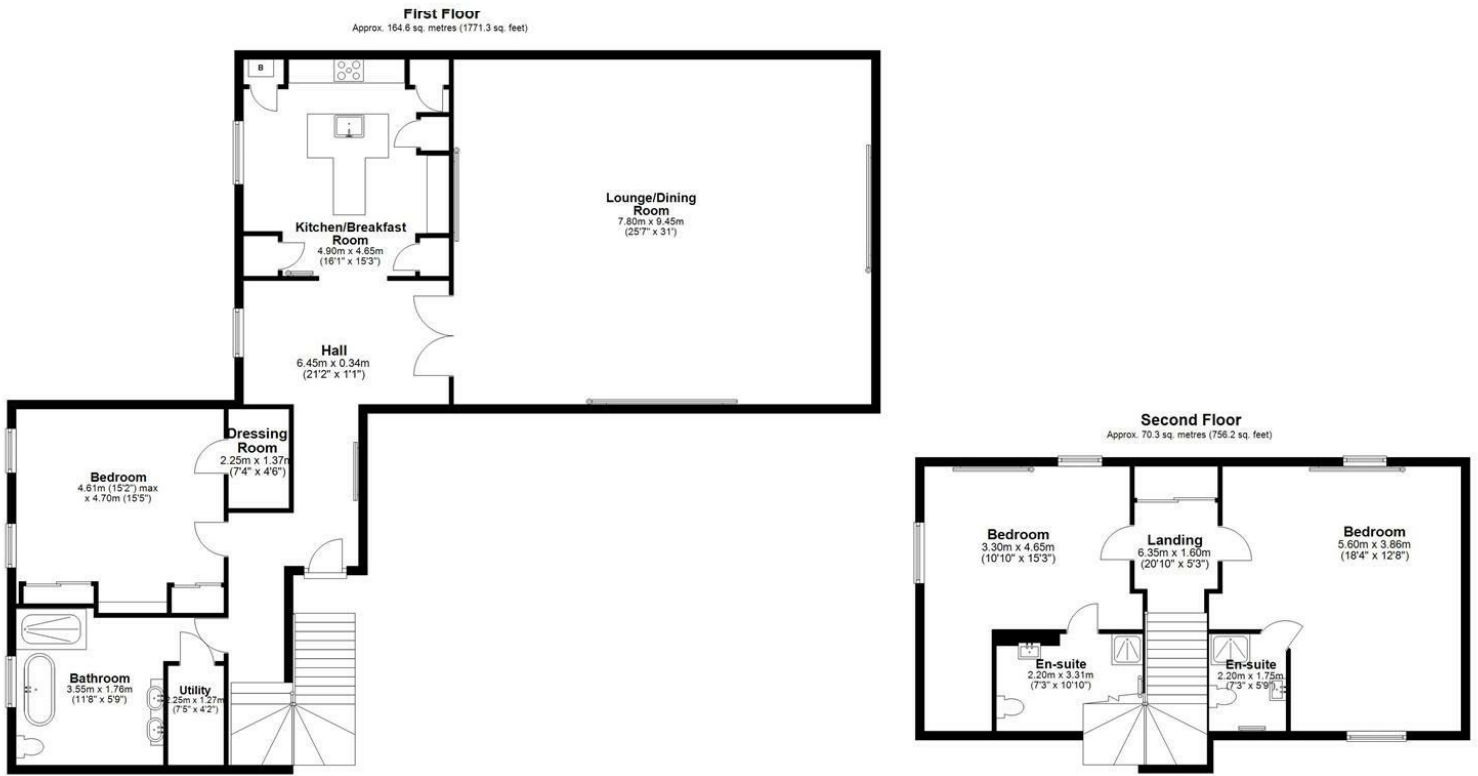 First Floor
Approx. 164.6 sq. metres (1771.3 sq. feet)
B
Kitchen/Breakfast
Room
4.90m x 4.65m
(16'1" x 15'3")
Lounge/Dining
Room
7.80m x 9.45m
(25'7" x 31')
Hall
6.45m x 0.34m
(21'2" x 1'1")
Dressing
Room
2.25m x 1.37m
(7'4" x 4'6")
Bedroom
4.61m (15'2") max
x 4.70m (15'5")
Bathroom
3.55m x 1.76m
(11'8" x 5'9")
Utility
2.25m x 1.27m
(7'5" x 4'2")
Second Floor
Approx. 70.3 sq. metres (756.2 sq. feet)
Bedroom
3.30m x 4.65m
(10'10" x 15'3")
Landing
6.35m x 1.60m
(20'10" x 5'3")
Bedroom
5.60m x 3.86m
(18'4" x 12'8")
En-suite
2.20m x 3.31m
(7'3" x 10'10")
En-suite
2.20m x 1.75m
(7'3" x 5'9")